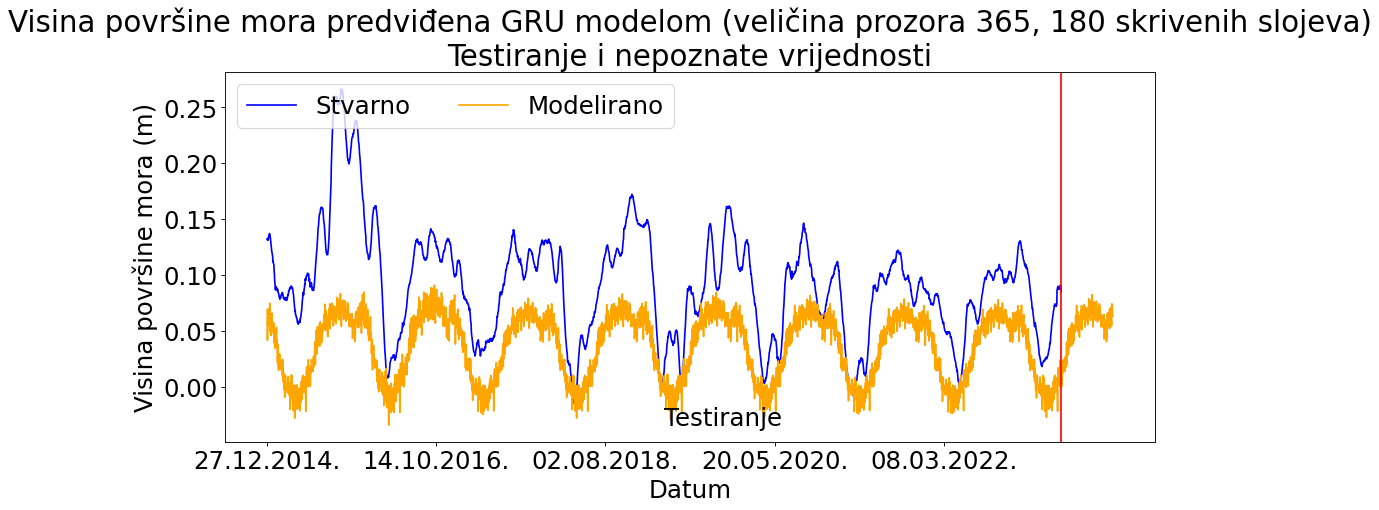 Visina površine mora predviđena GRU modelom (veličina prozora 365, 180 skrivenih slojeva)
Testiranje i nepoznate vrijednosti
Stvarno Modelirano
Visina površine mora (m)
0.25
0.20
0.15
0.10
0.05
0.00
Testiranje
27.12.2014. 14.10.2016. 02.08.2018. 20.05.2020. 08.03.2022.
Datum